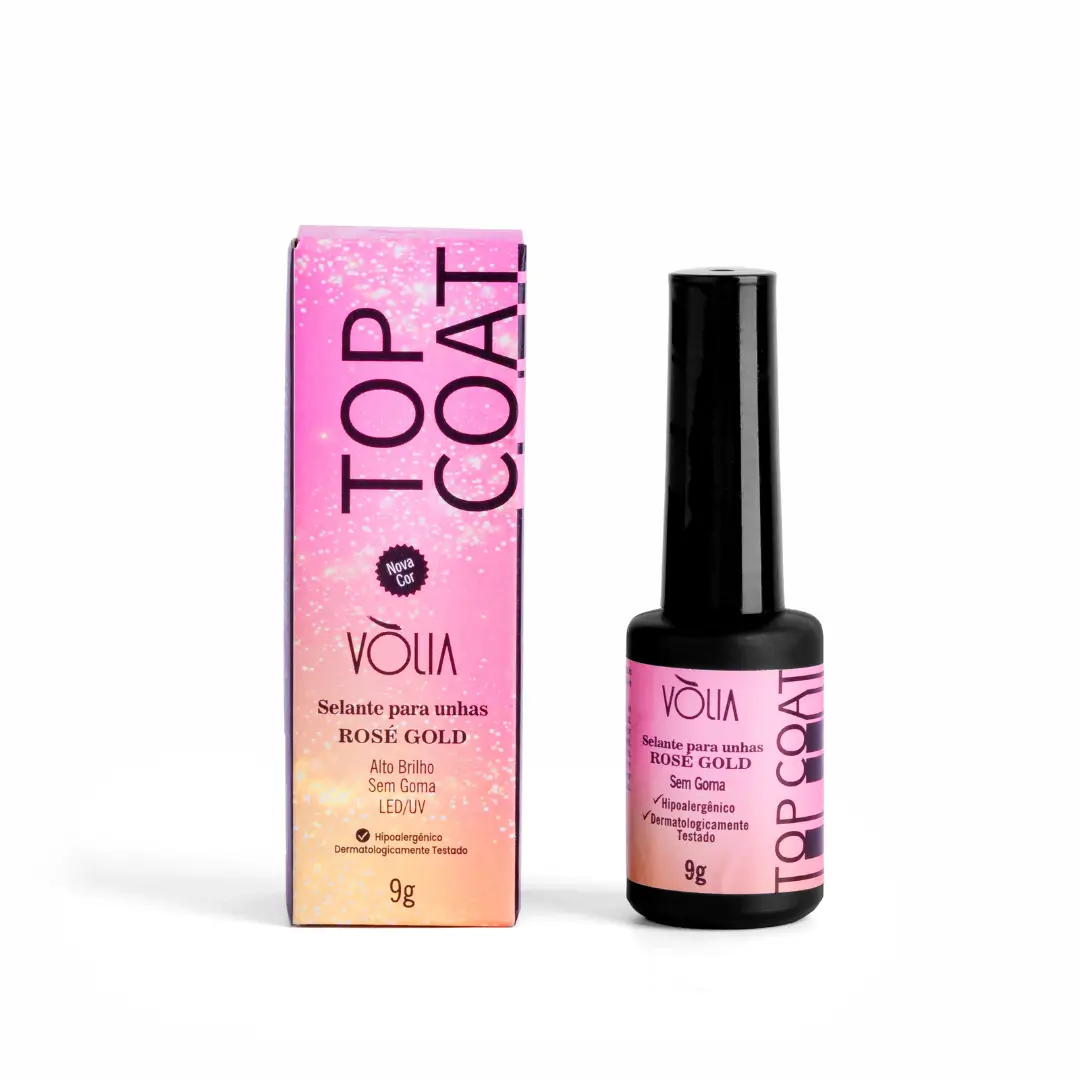 TOP
COAT
Nova
Cor
VÒLIA
Selante para unhas
ROSÉ GOLD
Alto Brilho
Sem Goma
LED/UV
Hipoalergênico
Dermatologicamente Testado
9g
VÒLIA
Selante para unhas
ROSÉ GOLD
Sem Goma
Hipoalergênico
Dermatologicamente
Testado
9g
TOP COAT